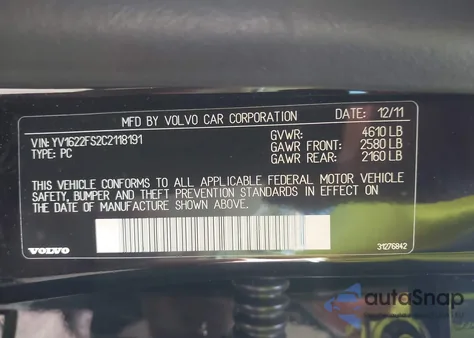 MFD BY VOLVO CAR CORPORATION DATE: 12/11
VIN: YV1622FS2C2118191 GVWR: 4610 LB
TYPE: PC GAWR FRONT: 2580 LB
GAWR REAR: 2160 LB
THIS VEHICLE CONFORMS TO ALL APPLICABLE FEDERAL MOTOR VEHICLE
SAFETY, BUMPER AND THEFT PREVENTION STANDARDS IN EFFECT ON
THE DATE OF MANUFACTURE SHOWN ABOVE.
VOLVO 31276842
autoSnap